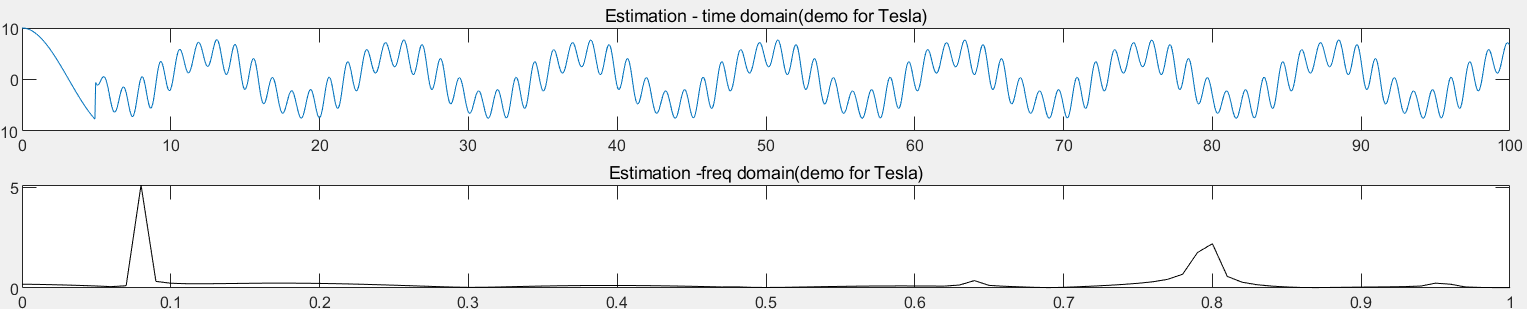 Estimation - time domain(demo for Tesla)
10
0
10
0 10 20 30 40 50 60 70 80 90 100
Estimation -freq domain(demo for Tesla)
5
0
0 0.1 0.2 0.3 0.4 0.5 0.6 0.7 0.8 0.9 1